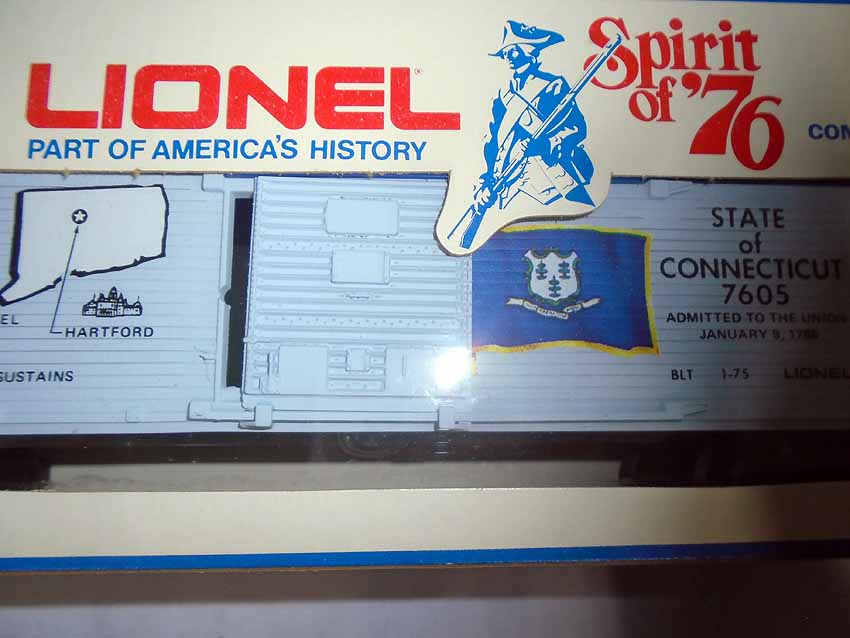 LIONEL
PART OF AMERICA'S HISTORY
Spirit
of '76
CON
STATE
of
CONNECTICUT
7605
ADMITTED TO THE UNION
JANUARY 9, 1788
BLT 1-75 LIONEL
EL
HARTFORD
SUSTAINS